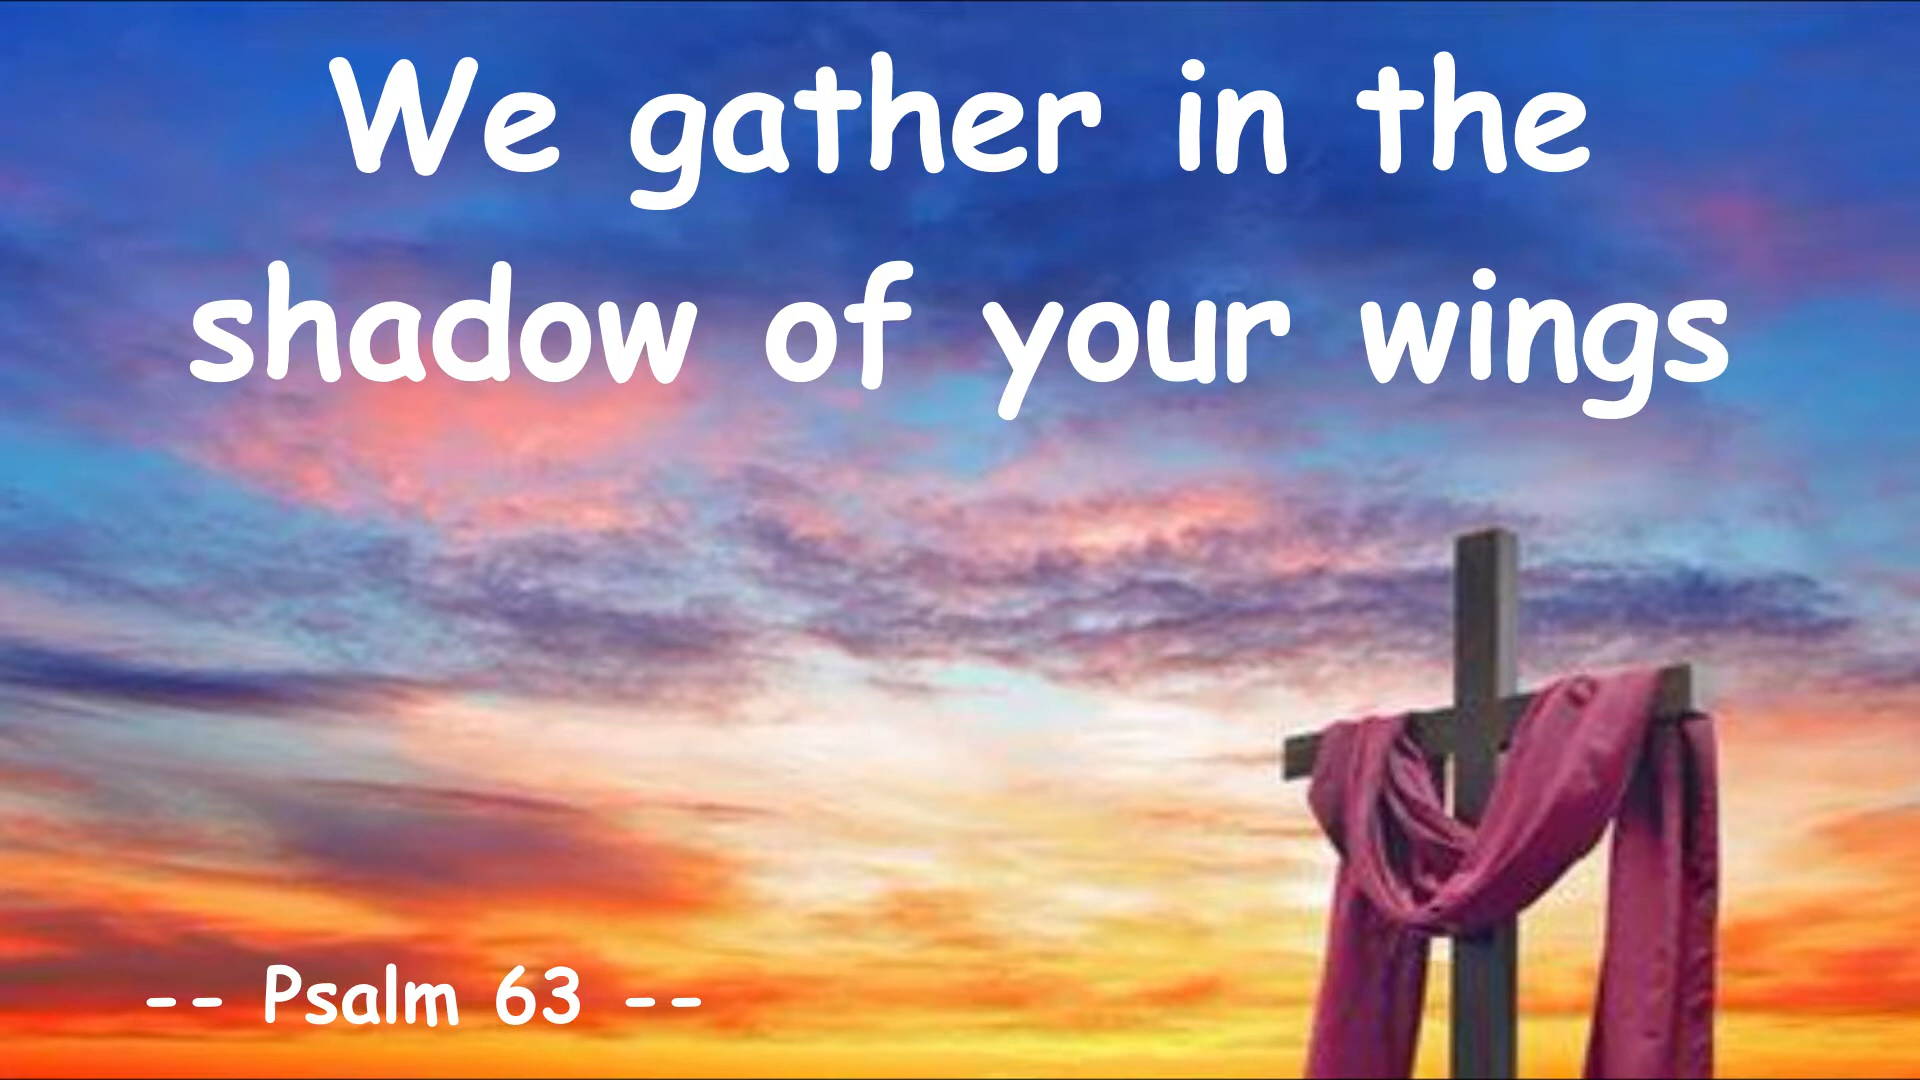 We gather in the
shadow of your wings
-- Psalm 63 --